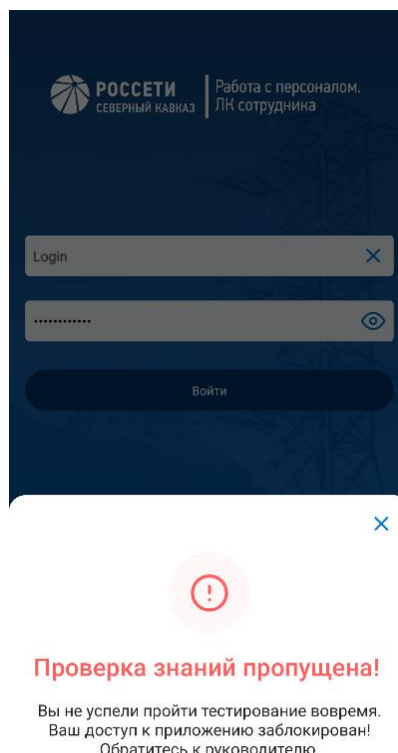 РОССЕТИ
СЕВЕРНЫЙ КАВКАЗ
Работа с персоналом.
ЛК сотрудника
Login
••••••••••••
Войти
Проверка знаний пропущена!
Вы не успели пройти тестирование вовремя.
Ваш доступ к приложению заблокирован!
Обратитесь к руководителю